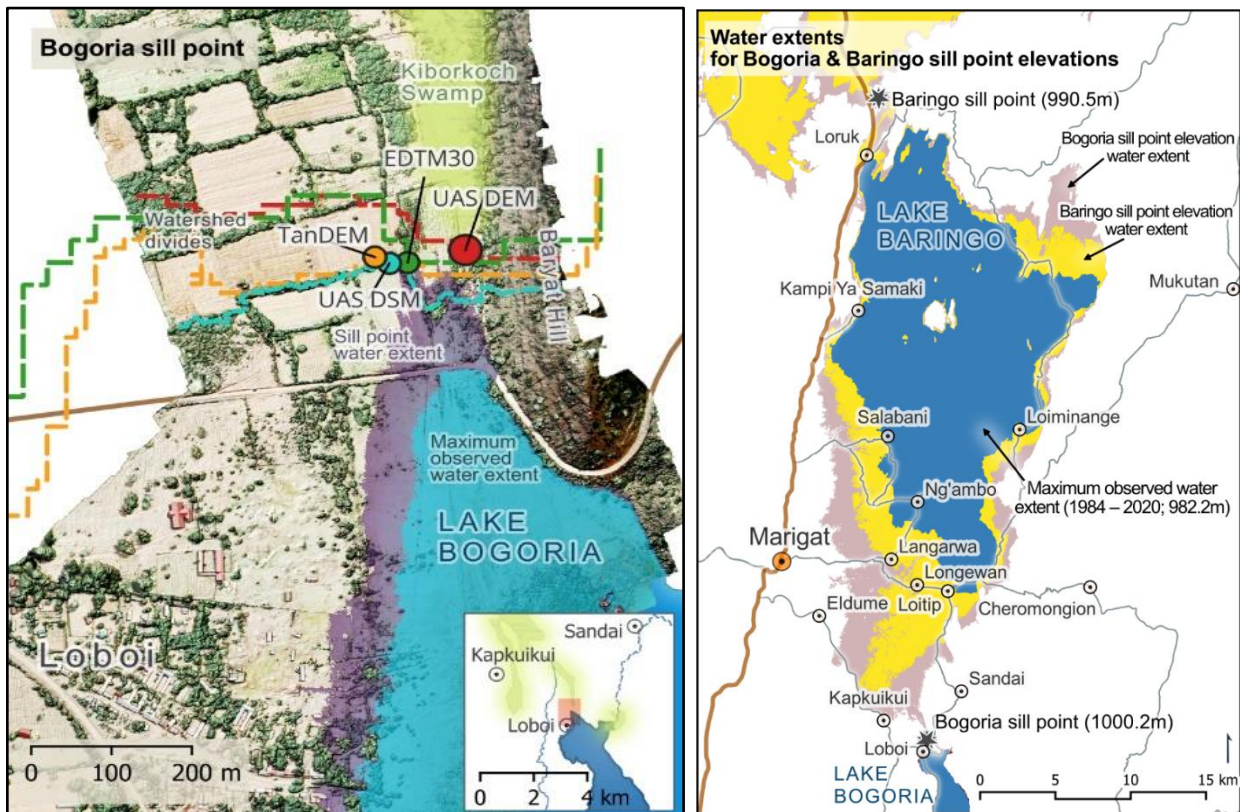 Bogoria sill point
Kiborkoch
Swamp
EDTM30
UAS DEM
Watershed
divides
TanDEM
UAS DSM
Baryat Hill
Sill point
water extent
Maximum
observed
water extent
LAKE
BOGORIA
Loboi
0 100 200 m
Sandai
Kapkuikui
Loboi
0 2 4 km
Water extents
for Bogoria & Baringo sill point elevations
Baringo sill point (990.5m)
Loruk
Bogoria sill point elevation
water extent
Baringo sill point elevation
water extent
LAKE
BARINGO
Mukutan
Kampi Ya Samaki
Salabani
Loiminange
Ng'ambo
Maximum observed water
extent (1984 – 2020; 982.2m)
Marigat
Langarwa
Longewan
Eldume
Loitip
Cheromongion
Kapkuikui
Sandai
Bogoria sill point (1000.2m)
Loboi
LAKE
BOGORIA
0 5 10 15
km